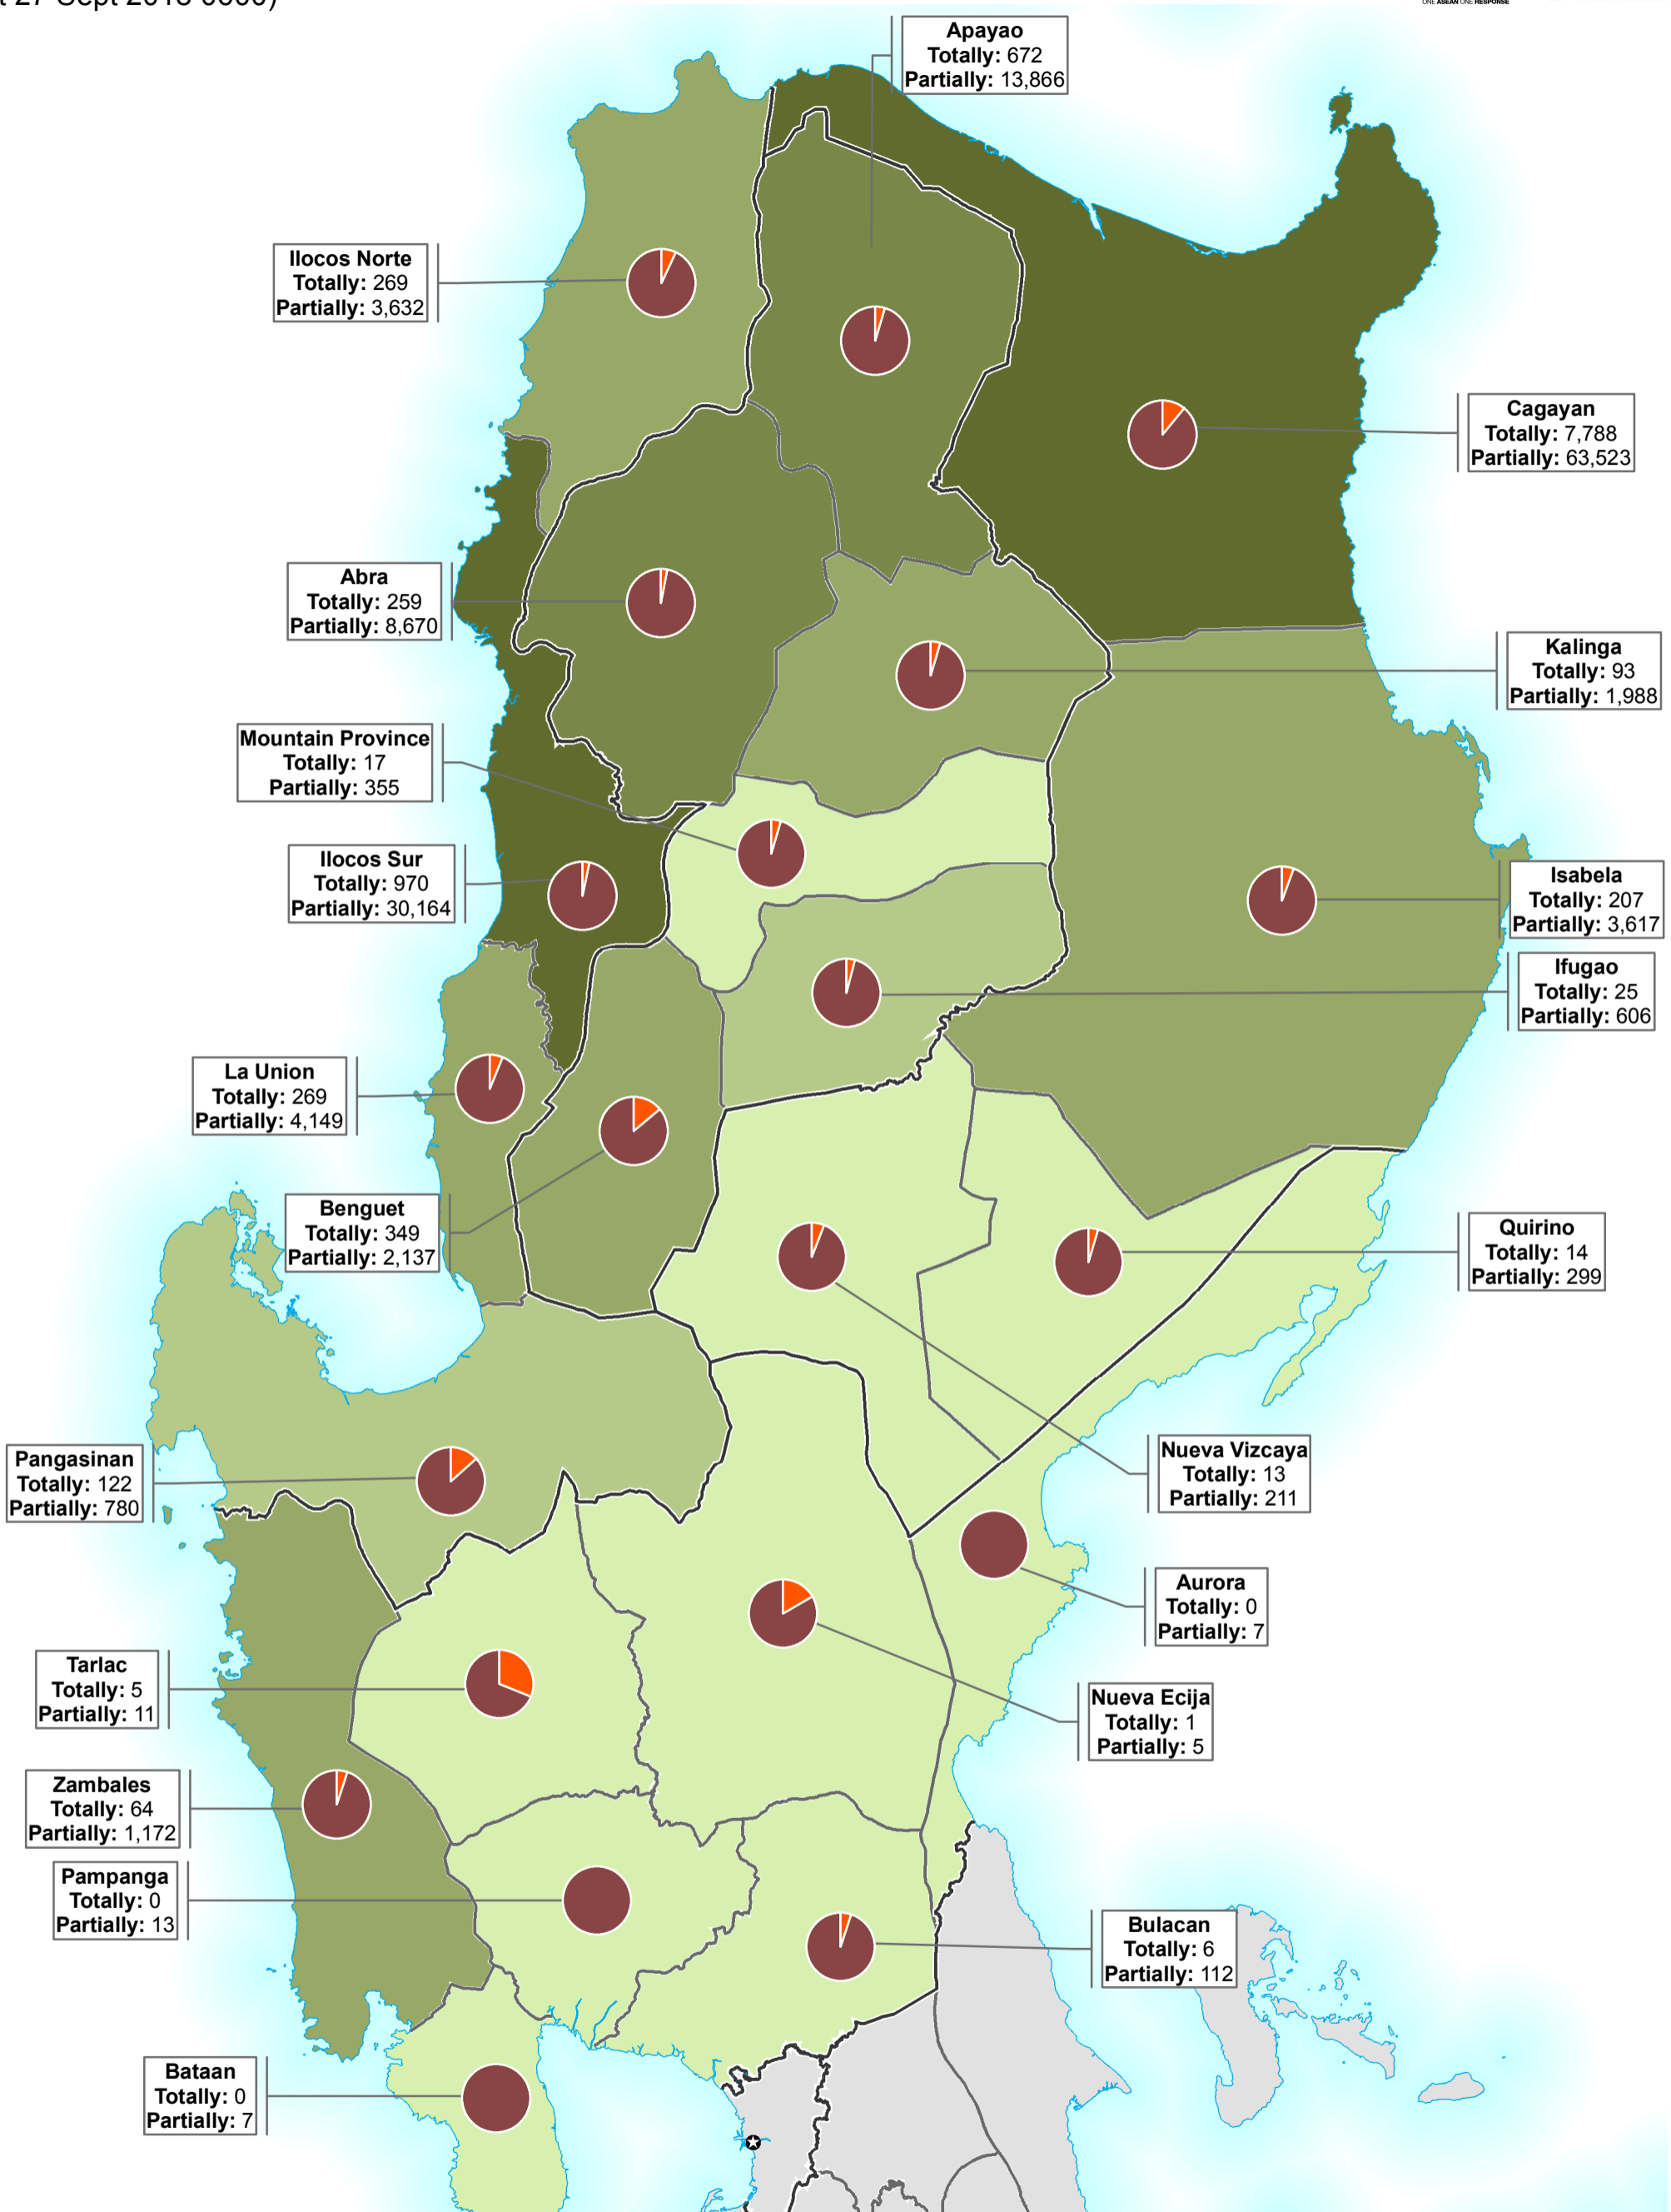 ONE ASEAN ONE RESPONSE
Apayao
Totally: 672
Partially: 13,866
Ilocos Norte
Totally: 269
Partially: 3,632
Cagayan
Totally: 7,788
Partially: 63,523
Abra
Totally: 259
Partially: 8,670
Kalinga
Totally: 93
Partially: 1,988
Mountain Province
Totally: 17
Partially: 355
Ilocos Sur
Totally: 970
Partially: 30,164
Isabela
Totally: 207
Partially: 3,617
Ifugao
Totally: 25
Partially: 606
La Union
Totally: 269
Partially: 4,149
Benguet
Totally: 349
Partially: 2,137
Quirino
Totally: 14
Partially: 299
Pangasinan
Totally: 122
Partially: 780
Nueva Vizcaya
Totally: 13
Partially: 211
Aurora
Totally: 0
Partially: 7
Tarlac
Totally: 5
Partially: 11
Nueva Ecija
Totally: 1
Partially: 5
Zambales
Totally: 64
Partially: 1,172
Pampanga
Totally: 0
Partially: 13
Bulacan
Totally: 6
Partially: 112
Bataan
Totally: 0
Partially: 7